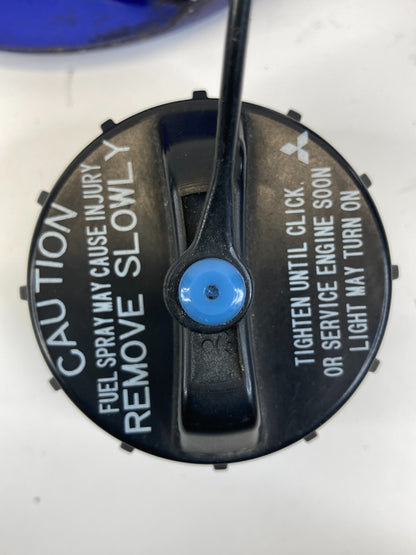 CAUTION
FUEL SPRAY MAY CAUSE INJURY
REMOVE SLOWLY
TIGHTEN UNTIL CLICK.
OR SERVICE ENGINE SOON
LIGHT MAY TURN ON